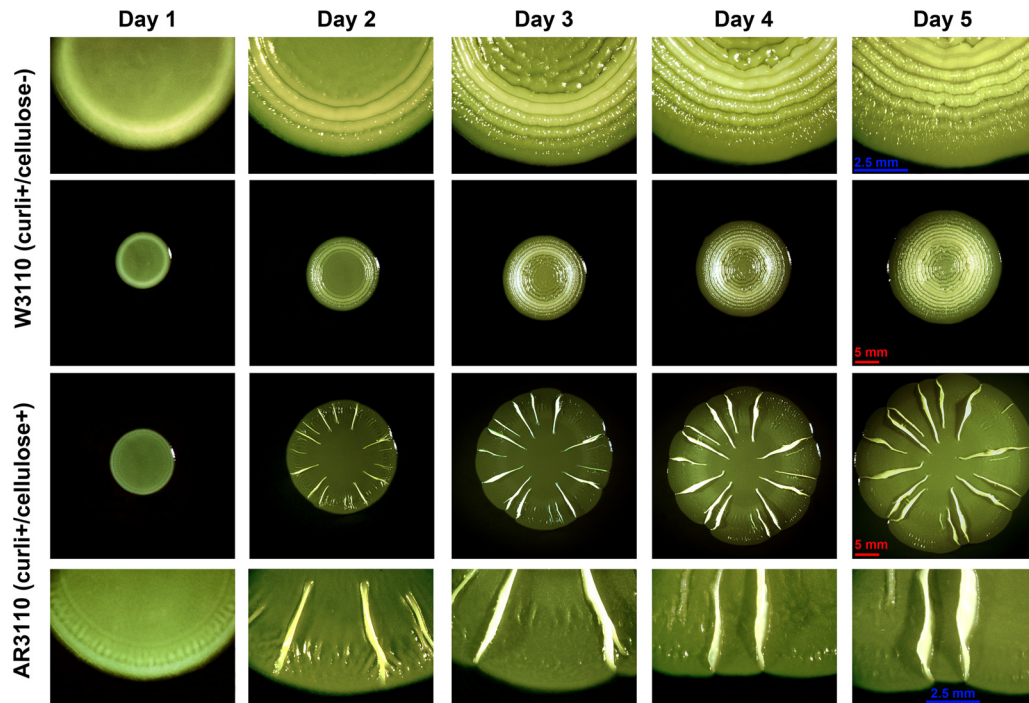 Day 1 Day 2 Day 3 Day 4 Day 5
W3110 (curli+/cellulose-)
2.5 mm
5 mm
AR3110 (curli+/cellulose+)
5 mm
2.5 mm